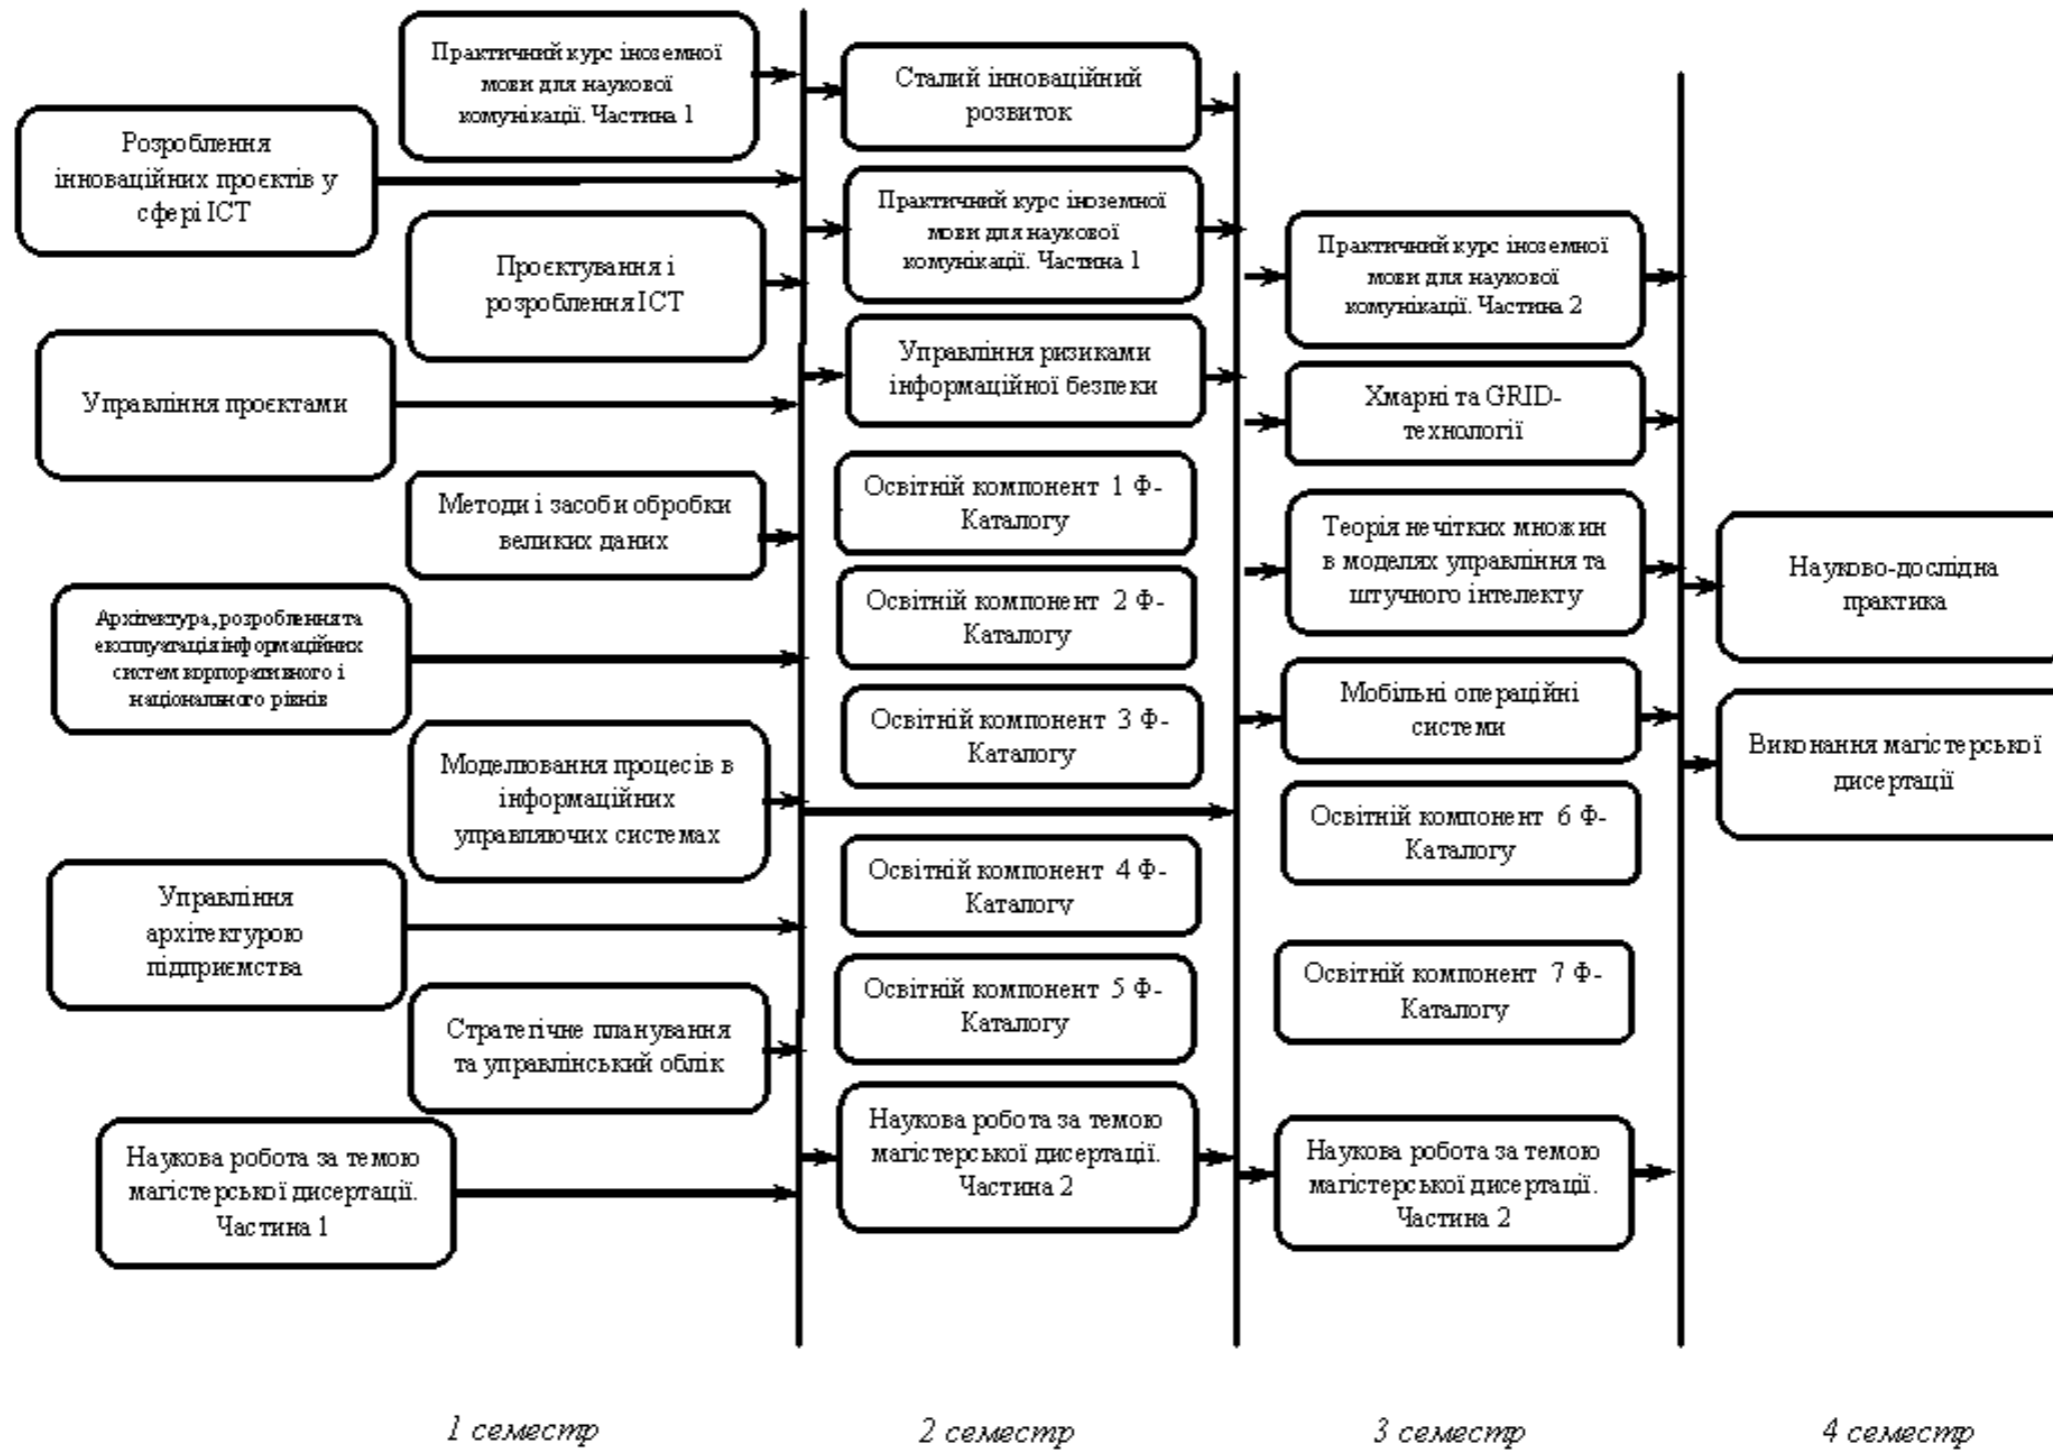 Практичний курс іноземної
мови для наукової
комунікації. Частина 1
Розроблення
інноваційних проєктів у
сфері ІСТ
Проєктування і
розроблення ІСТ
Управління проєктами
Методи і засоби обробки
великих даних
Архітектура, розроблення та
експлуатація інформаційних
систем корпоративного і
національного рівнів
Моделювання процесів в
інформаційних
управляючих системах
Управління
архітектурою
підприємства
Стратегічне планування
та управлінський облік
Наукова робота за темою
магістерської дисертації.
Частина 1
Сталий інноваційний
розвиток
Практичний курс іноземної
мови для наукової
комунікації. Частина 1
Управління ризиками
інформаційної безпеки
Освітній компонент 1 Ф-
Каталогу
Освітній компонент 2 Ф-
Каталогу
Освітній компонент 3 Ф-
Каталогу
Освітній компонент 4 Ф-
Каталогу
Освітній компонент 5 Ф-
Каталогу
Наукова робота за темою
магістерської дисертації.
Частина 2
Практичний курс іноземної
мови для наукової
комунікації. Частина 2
Хмарні та GRID-
технології
Теорія нечітких множин
в моделях управління та
штучного інтелекту
Мобільні операційні
системи
Освітній компонент 6 Ф-
Каталогу
Освітній компонент 7 Ф-
Каталогу
Наукова робота за темою
магістерської дисертації.
Частина 2
Науково-дослідна
практика
Виконання магістерської
дисертації
1 семестр
2 семестр
3 семестр
4 семестр